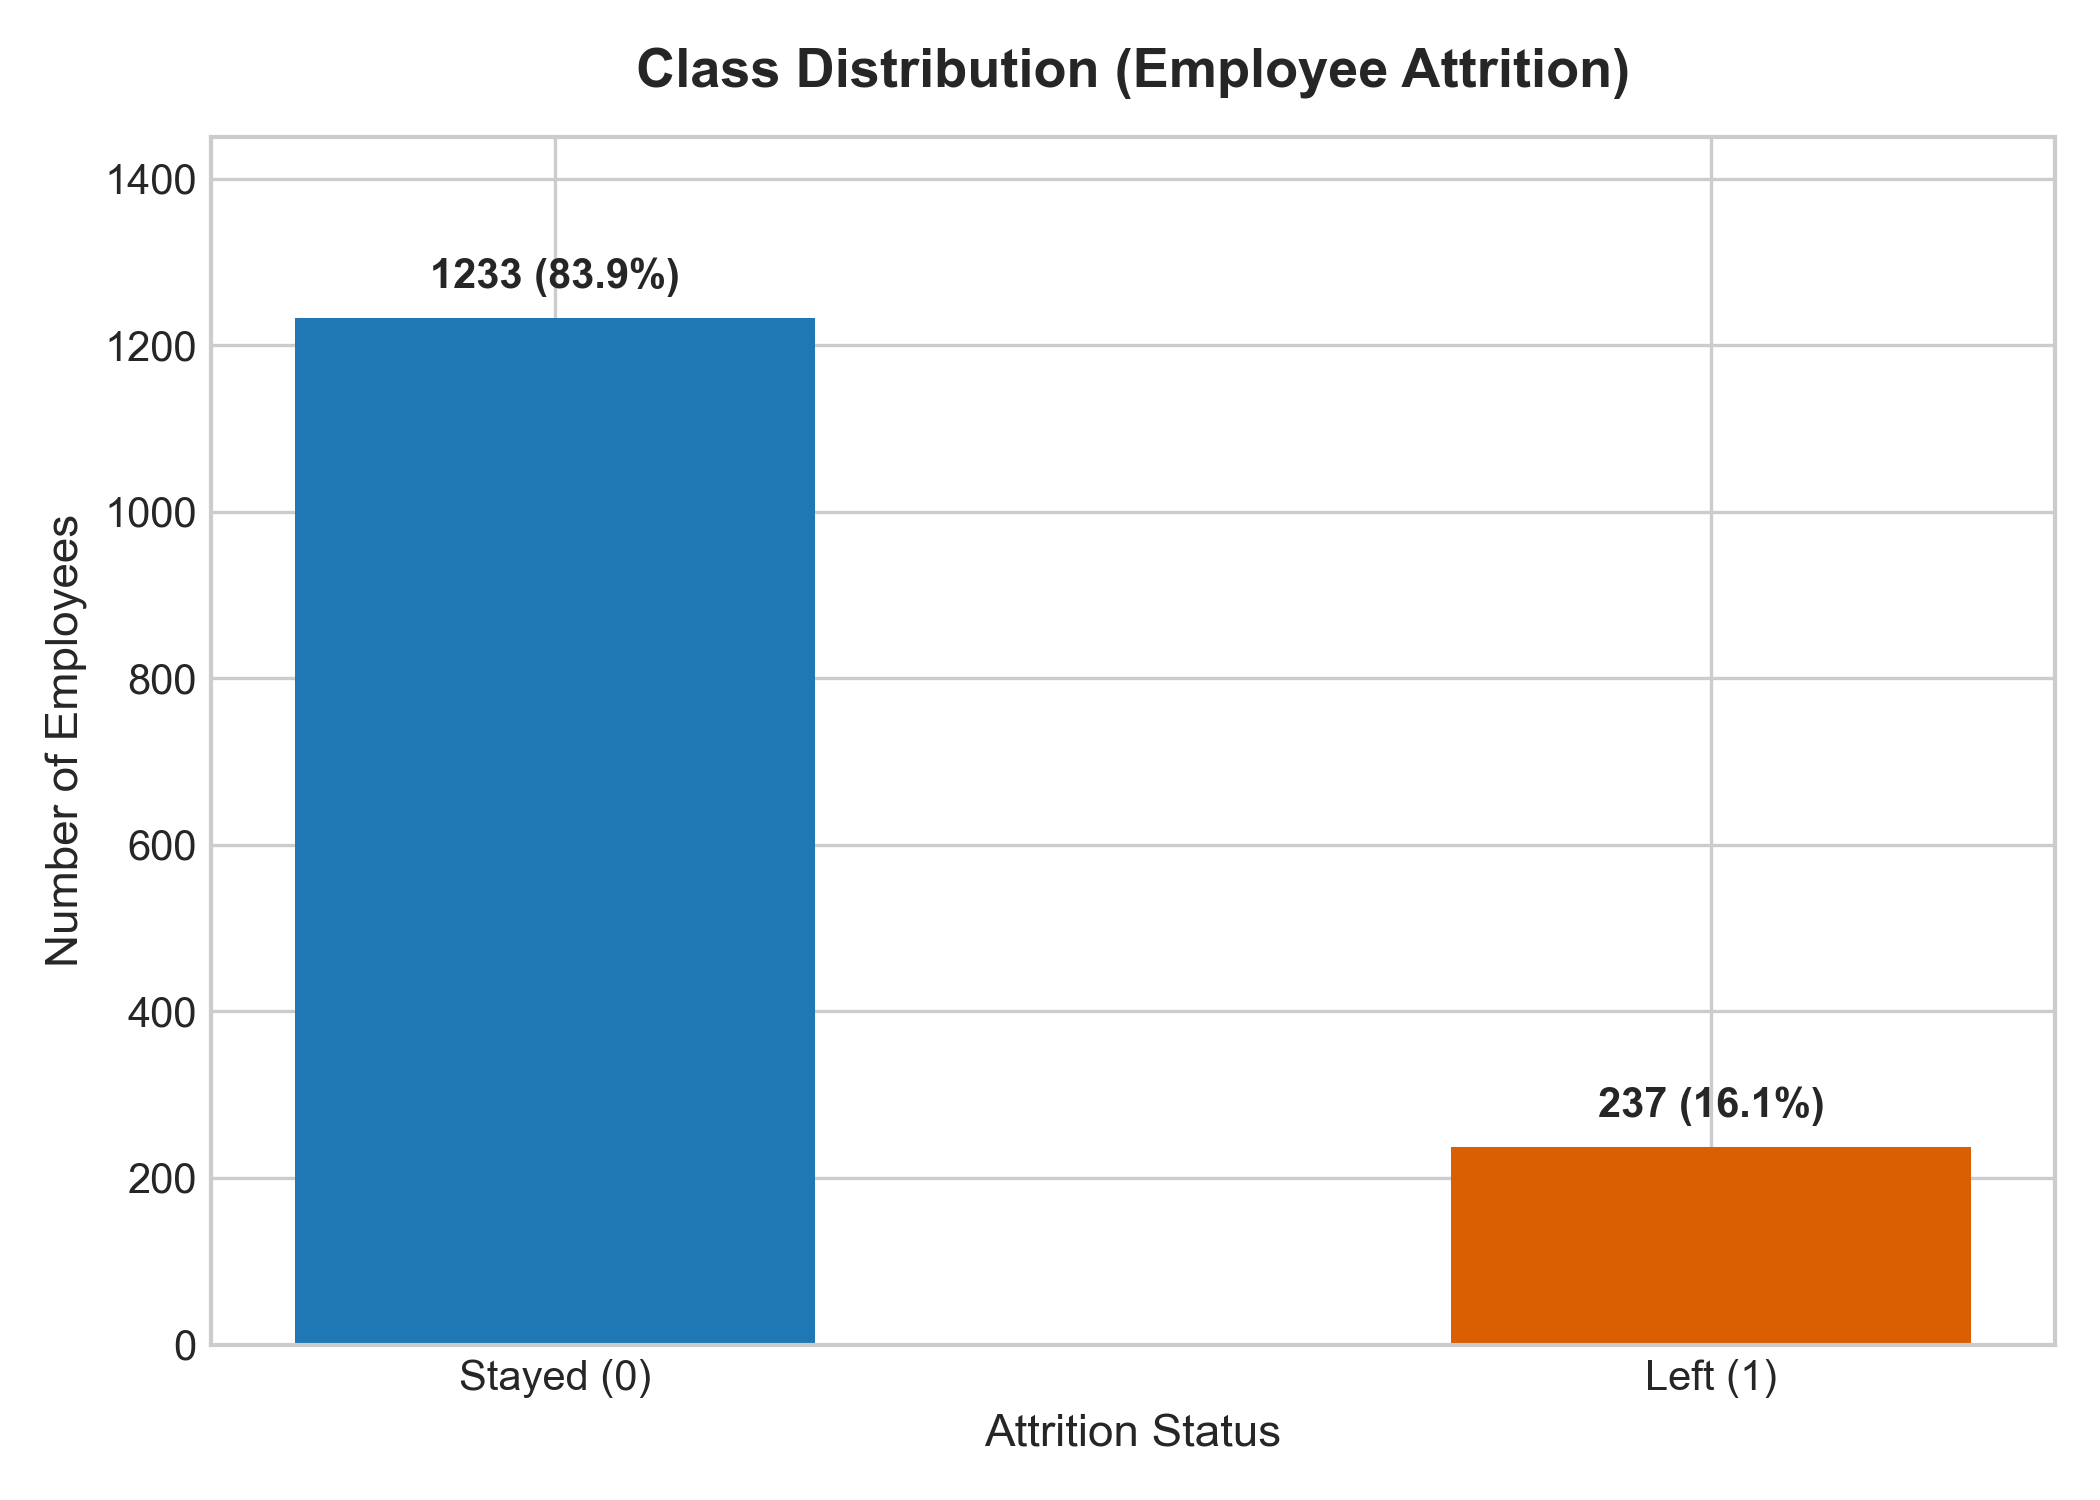 Class Distribution (Employee Attrition)
1400
1200
1000
800
600
400
200
0
Number of Employees
1233 (83.9%)
237 (16.1%)
Stayed (0)
Left (1)
Attrition Status